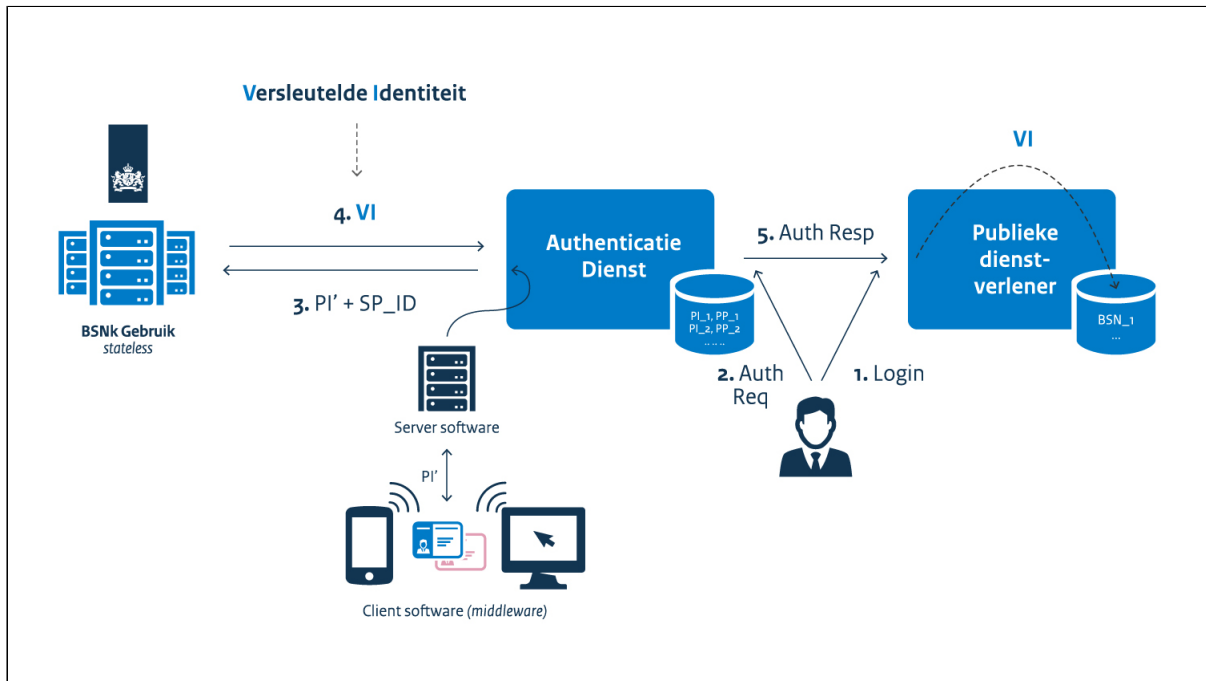 Versleutelde Identiteit
VI
4. VI
Authenticatie
Dienst
5. Auth Resp
Publieke
dienst-
verlener
3. PI' + SP_ID
BSNk Gebruik
stateless
PI_1, PP_1
PI_2, PP_2
.. .. ..
BSN_1
...
2. Auth
Req
1. Login
Server software
PI'
Client software (middleware)